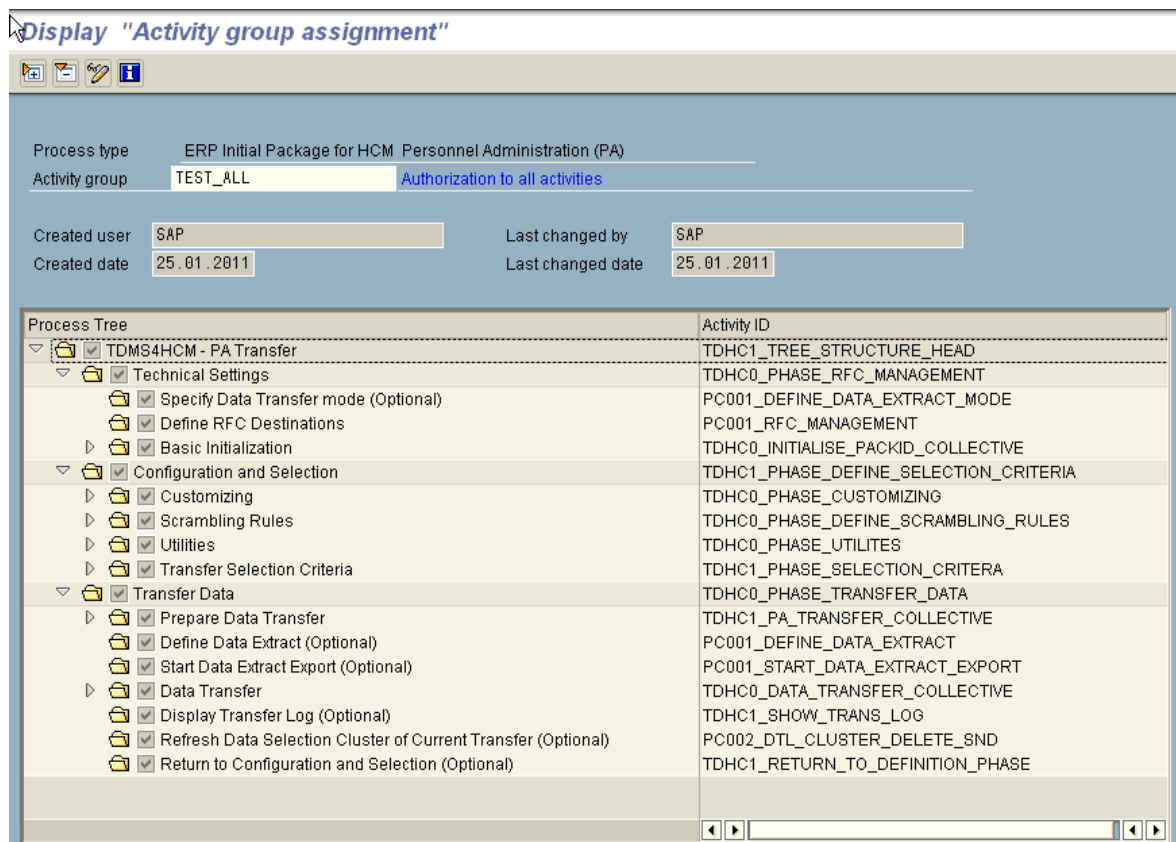 Display "Activity group assignment"
Process type ERP Initial Package for HCM Personnel Administration (PA)
Activity group TEST_ALL Authorization to all activities
Created user SAP Last changed by SAP
Created date 25.01.2011 Last changed date 25.01.2011
Process Tree Activity ID
TDMS4HCM - PA Transfer TDHC1_TREE_STRUCTURE_HEAD
Technical Settings TDHC0_PHASE_RFC_MANAGEMENT
Specify Data Transfer mode (Optional) PC001_DEFINE_DATA_EXTRACT_MODE
Define RFC Destinations PC001_RFC_MANAGEMENT
Basic Initialization TDHC0_INITIALISE_PACKID_COLLECTIVE
Configuration and Selection TDHC1_PHASE_DEFINE_SELECTION_CRITERIA
Customizing TDHC0_PHASE_CUSTOMIZING
Scrambling Rules TDHC0_PHASE_DEFINE_SCRAMBLING_RULES
Utilities TDHC0_PHASE_UTILITES
Transfer Selection Criteria TDHC1_PHASE_SELECTION_CRITERA
Transfer Data TDHC0_PHASE_TRANSFER_DATA
Prepare Data Transfer TDHC1_PA_TRANSFER_COLLECTIVE
Define Data Extract (Optional) PC001_DEFINE_DATA_EXTRACT
Start Data Extract Export (Optional) PC001_START_DATA_EXTRACT_EXPORT
Data Transfer TDHC0_DATA_TRANSFER_COLLECTIVE
Display Transfer Log (Optional) TDHC1_SHOW_TRANS_LOG
Refresh Data Selection Cluster of Current Transfer (Optional) PC002_DTL_CLUSTER_DELETE_SND
Return to Configuration and Selection (Optional) TDHC1_RETURN_TO_DEFINITION_PHASE